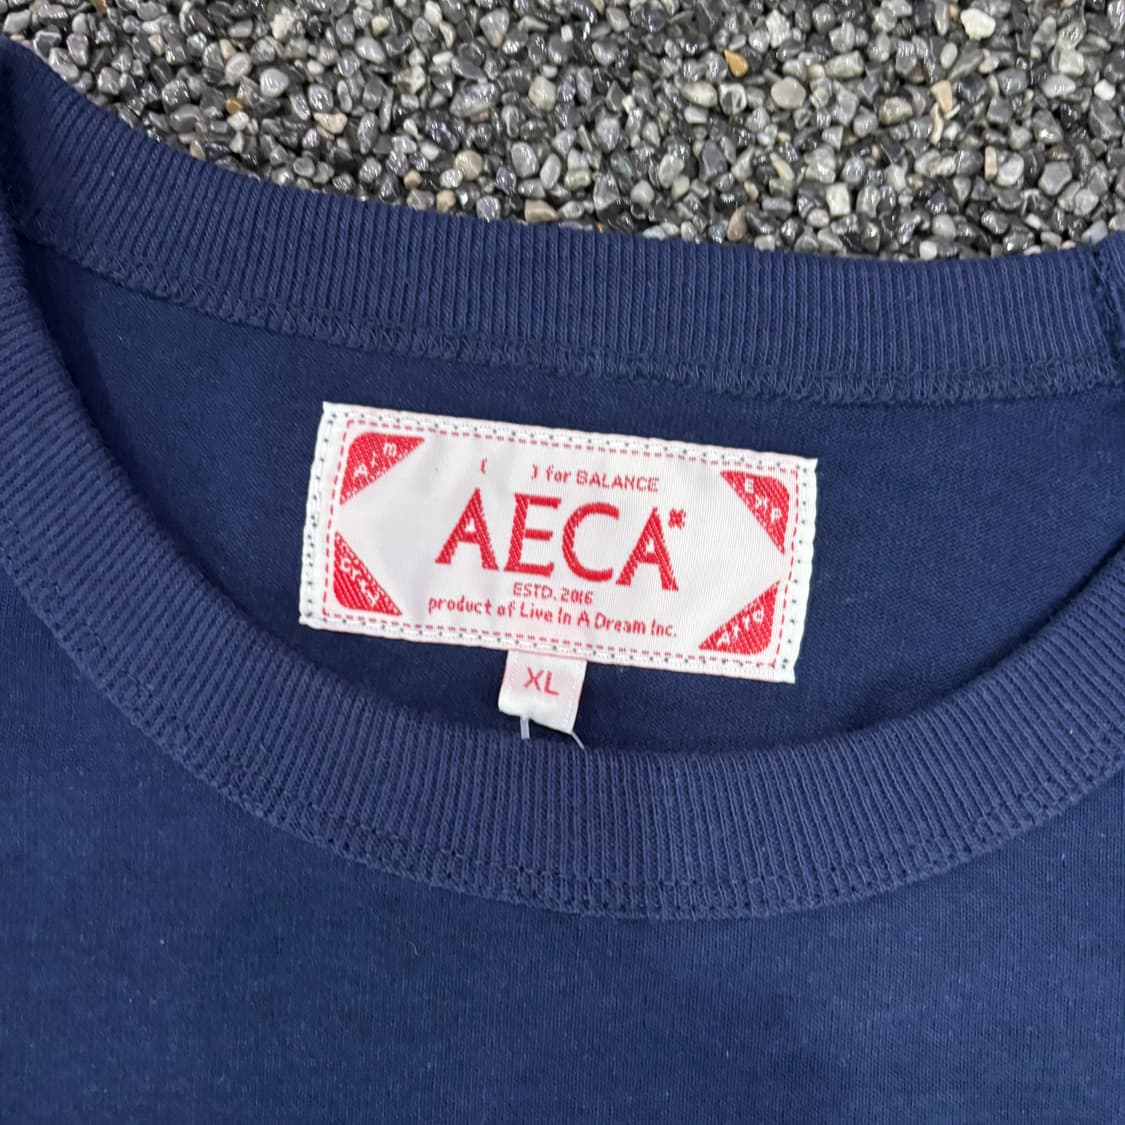 ( ) for BALANCE
AECA
ESTD. 2016
product of Live In A Dream Inc.
XL